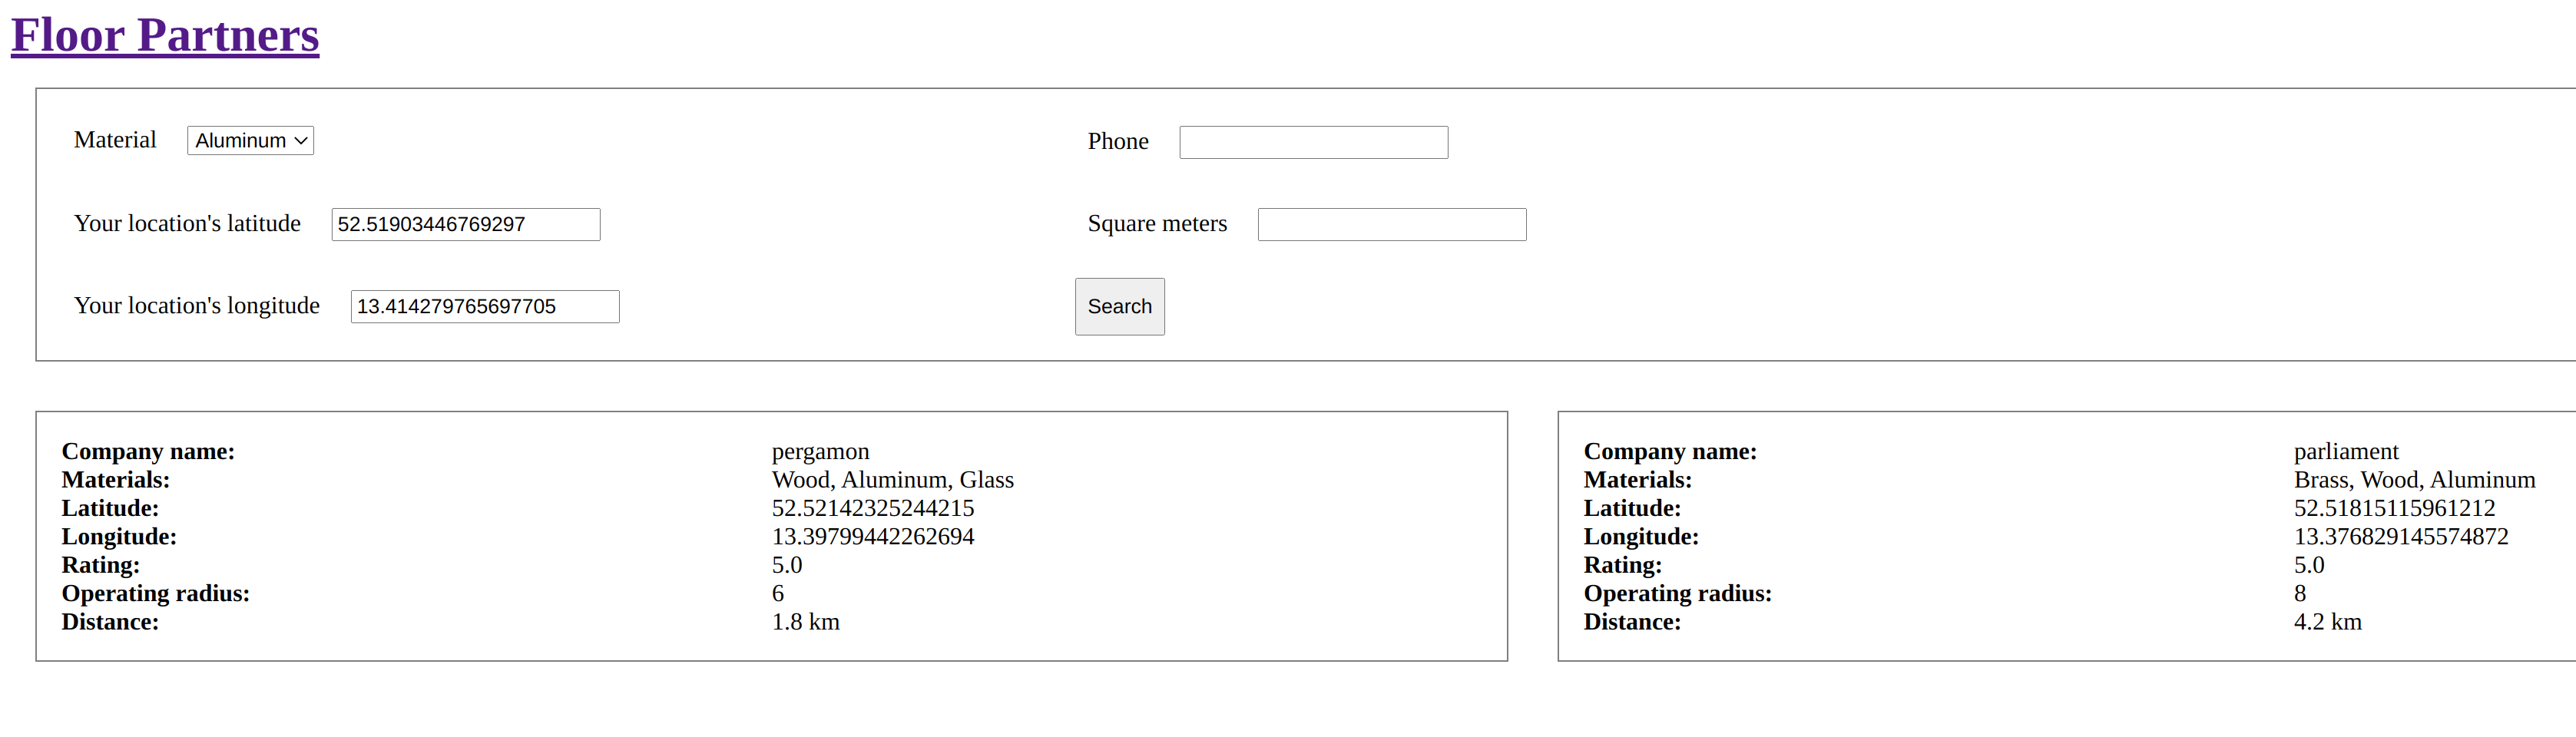 Floor Partners
Material Aluminum Phone
Your location's latitude 52.51903446769297 Square meters
Your location's longitude 13.414279765697705 Search
Company name: pergamon
Materials: Wood, Aluminum, Glass
Latitude: 52.52142325244215
Longitude: 13.39799442262694
Rating: 5.0
Operating radius: 6
Distance: 1.8 km
Company name: parliament
Materials: Brass, Wood, Aluminum
Latitude: 52.51815115961212
Longitude: 13.376829145574872
Rating: 5.0
Operating radius: 8
Distance: 4.2 km